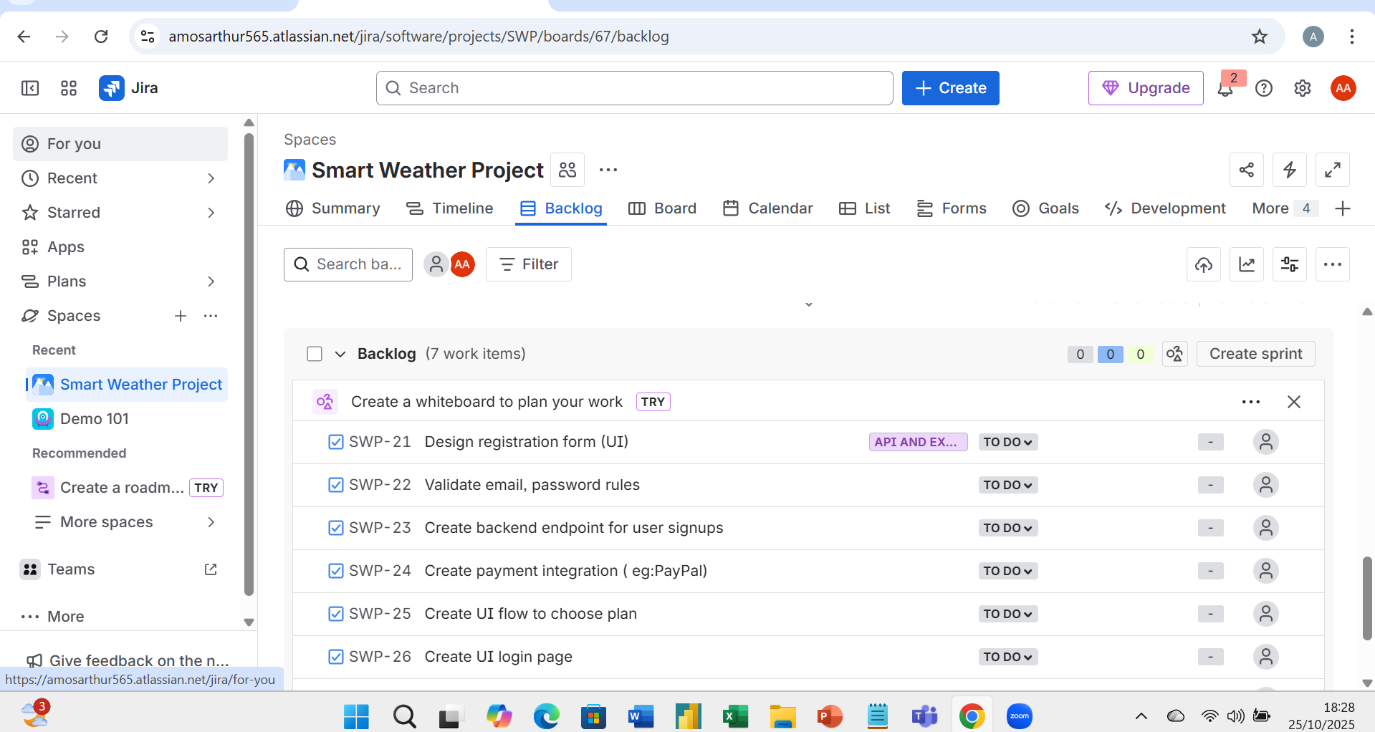 amosarthur565.atlassian.net/jira/software/projects/SWP/boards/67/backlog
A
Jira
Search
Create
Upgrade
2
AA
For you
Recent
Starred
Apps
Plans
Spaces
Recent
Smart Weather Project
Demo 101
Recommended
Create a roadm... TRY
More spaces
Teams
More
Give feedback on the n...
https://amosarthur565.atlassian.net/jira/for-you
Spaces
Smart Weather Project
Summary Timeline Backlog Board Calendar List Forms Goals Development More 4
Search ba... AA Filter
Backlog (7 work items) 0 0 0 Create sprint
Create a whiteboard to plan your work TRY
SWP-21 Design registration form (UI) API AND EX... TO DO -
SWP-22 Validate email, password rules TO DO -
SWP-23 Create backend endpoint for user signups TO DO -
SWP-24 Create payment integration ( eg:PayPal) TO DO -
SWP-25 Create UI flow to choose plan TO DO -
SWP-26 Create UI login page TO DO -
3
zoom
18:28
25/10/2025